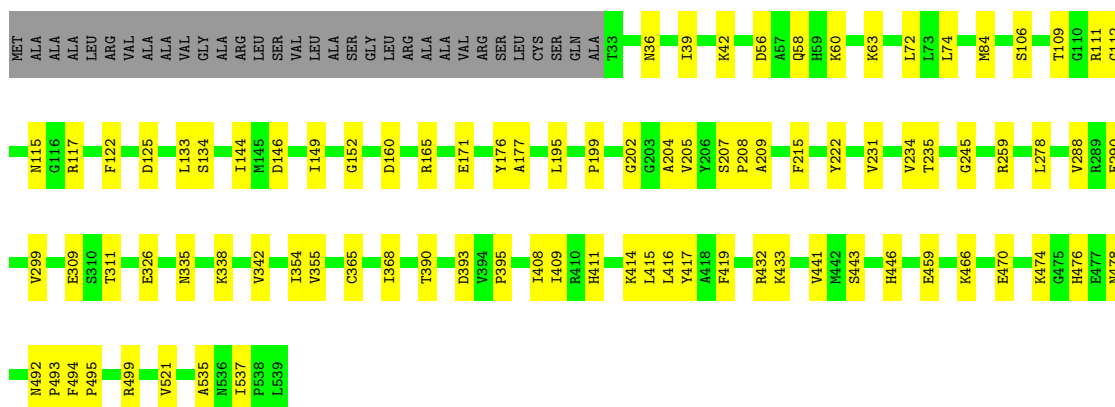 MET ALA ALA ALA LEU ARG VAL ALA ALA VAL GLY ALA ARG LEU SER VAL LEU ALA SER GLY LEU ARG ALA ALA VAL ARG SER LEU CYS SER GLN ALA T33 N36 I39 K42 D56 A57 Q58 H59 K60 K63 L72 L73 L74 M84 S106 T109 G110 R111 G112
N115 G116 R117 F122 D125 L133 S134 I144 M145 D146 I149 G152 D160 R165 E171 Y176 A177 L195 P199 G202 G203 A204 V205 Y206 S207 P208 A209 F215 Y222 V231 V234 T235 G245 R259 L278 V288 R289
V299 E309 S310 T311 E326 N335 K338 V342 I354 V355 C365 I368 T390 D393 V394 P395 I408 I409 R410 H411 K414 L415 L416 Y417 A418 F419 R432 K433 V441 M442 S443 H446 E459 K466 E470 K474 G475 H476 E477 N478
N492 P493 F494 P495 R499 V521 A535 N536 I537 P538 L539